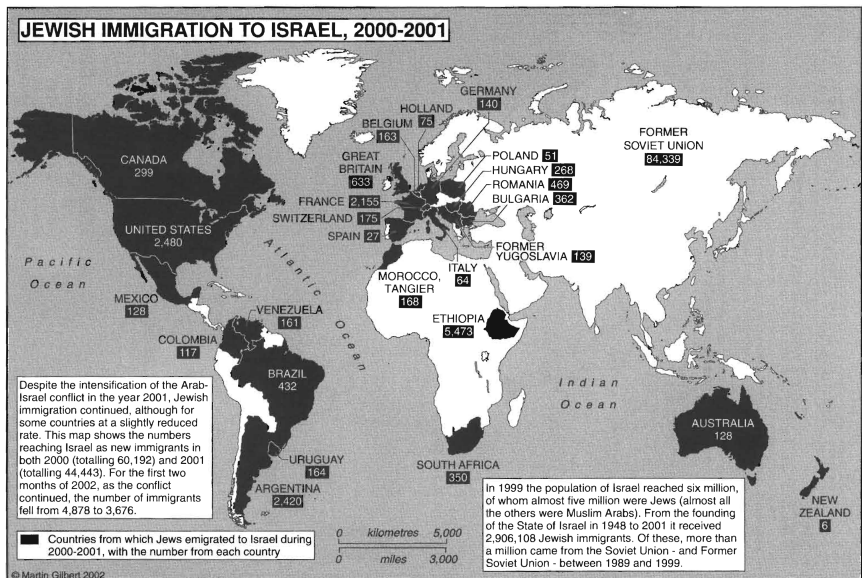 JEWISH IMMIGRATION TO ISRAEL, 2000-2001
GERMANY
140
HOLLAND
75
BELGIUM
163
GREAT
BRITAIN
633
FRANCE 2,155
SWITZERLAND 175
SPAIN 27
POLAND 51
HUNGARY 268
ROMANIA 469
BULGARIA 362
FORMER
YUGOSLAVIA 139
ITALY
64
FORMER
SOVIET UNION
84,339
CANADA
299
UNITED STATES
2,480
Pacific
Ocean
Atlantic
Ocean
MEXICO
128
VENEZUELA
161
COLOMBIA
117
BRAZIL
432
URUGUAY
164
ARGENTINA
2,420
MOROCCO,
TANGIER
168
ETHIOPIA
5,473
SOUTH AFRICA
350
Indian
Ocean
AUSTRALIA
128
NEW
ZEALAND
6
Despite the intensification of the Arab-
Israel conflict in the year 2001, Jewish
immigration continued, although for
some countries at a slightly reduced
rate. This map shows the numbers
reaching Israel as new immigrants in
both 2000 (totalling 60,192) and 2001
(totalling 44,443). For the first two
months of 2002, as the conflict
continued, the number of immigrants
fell from 4,878 to 3,676.
Countries from which Jews emigrated to Israel during
2000-2001, with the number from each country
0 kilometres 5,000
0 miles 3,000
In 1999 the population of Israel reached six million,
of whom almost five million were Jews (almost all
the others were Muslim Arabs). From the founding
of the State of Israel in 1948 to 2001 it received
2,906,108 Jewish immigrants. Of these, more than
a million came from the Soviet Union - and Former
Soviet Union - between 1989 and 1999.
© Martin Gilbert 2002